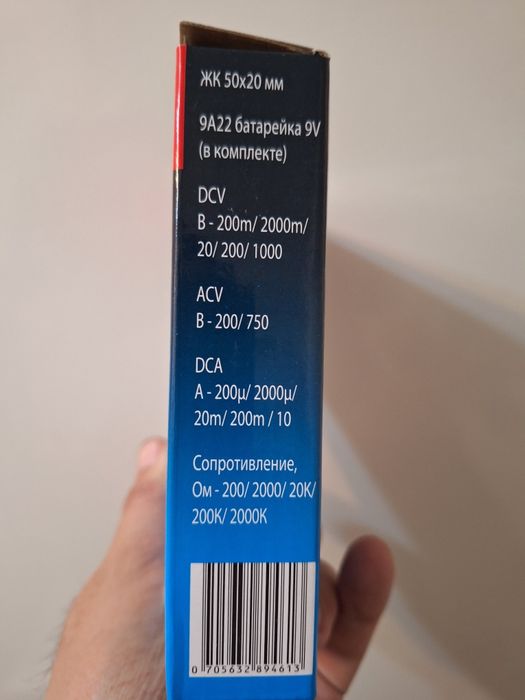 ЖК 50x20 мм
9А22 батарейка 9V
(в комплекте)
DCV
В - 200m/ 2000m/
20/ 200/ 1000
ACV
В - 200/ 750
DCA
А - 200µ/ 2000µ/
20m/ 200m / 10
Сопротивление,
Ом - 200/ 2000/ 20K/
200K/ 2000K
0 705632 894613